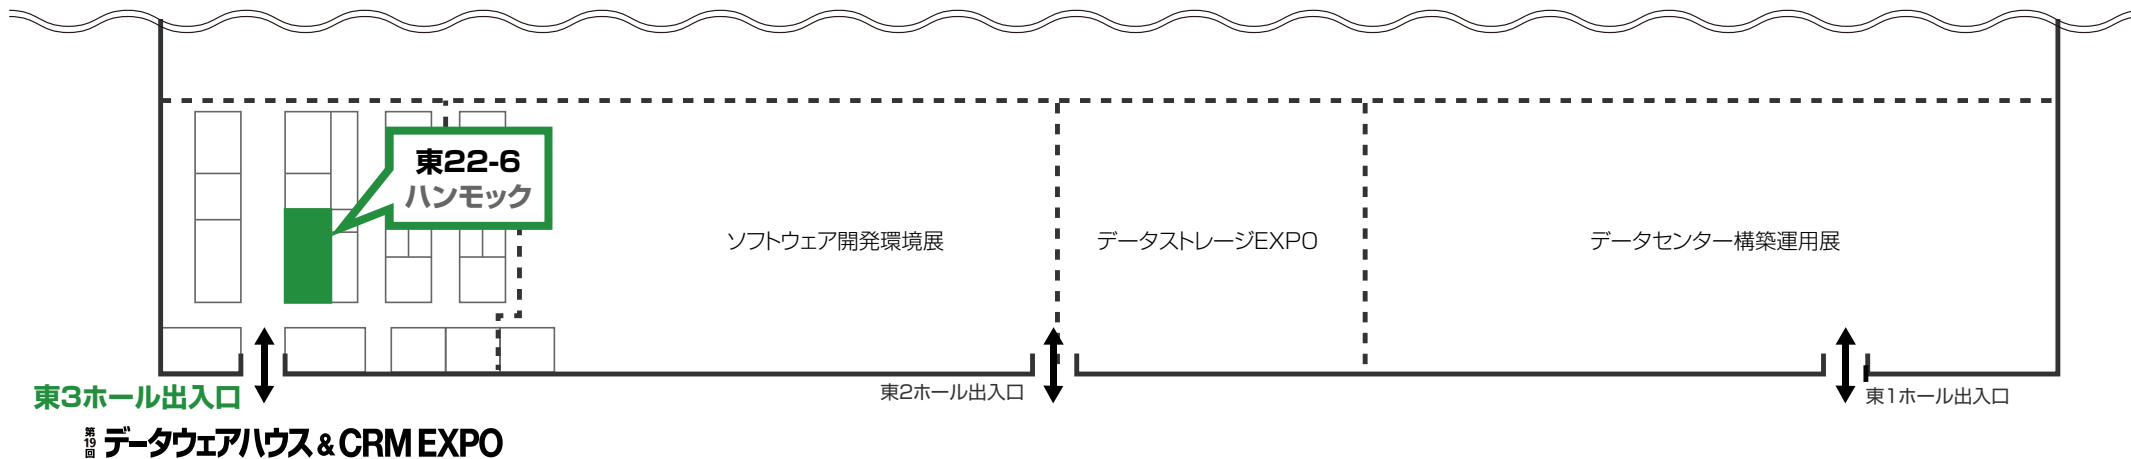 東22-6
ハンモック
ソフトウェア開発環境展
データストレージEXPO
データセンター構築運用展
東3ホール出入口
東2ホール出入口
東1ホール出入口
第19回 データウェアハウス & CRM EXPO